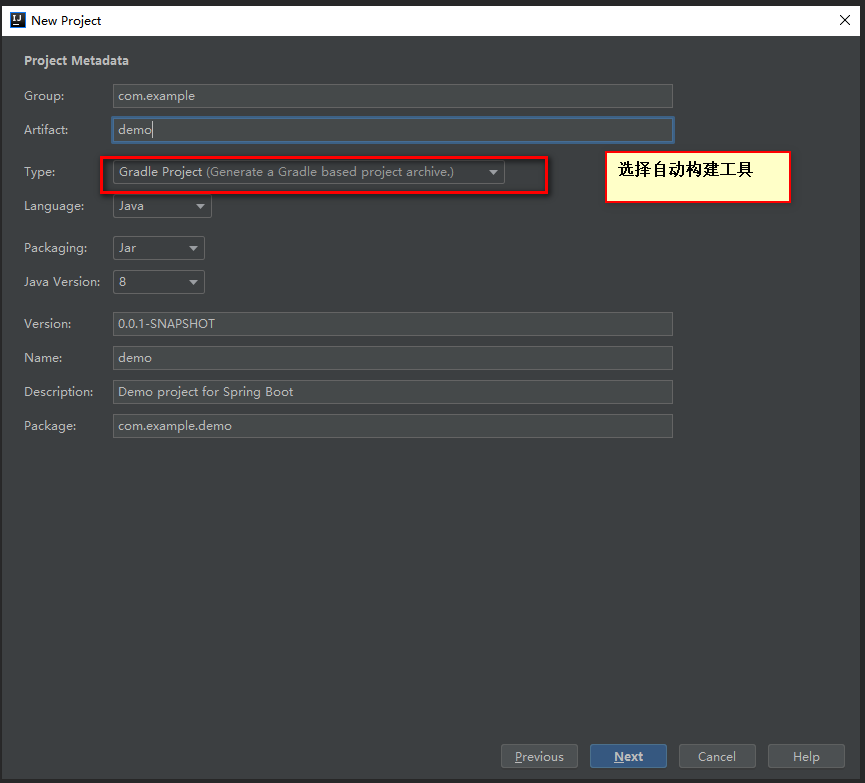 New Project
Project Metadata
Group: com.example
Artifact: demo
Type: Gradle Project (Generate a Gradle based project archive.)
选择自动构建工具
Language: Java
Packaging: Jar
Java Version: 8
Version: 0.0.1-SNAPSHOT
Name: demo
Description: Demo project for Spring Boot
Package: com.example.demo
Previous Next Cancel Help